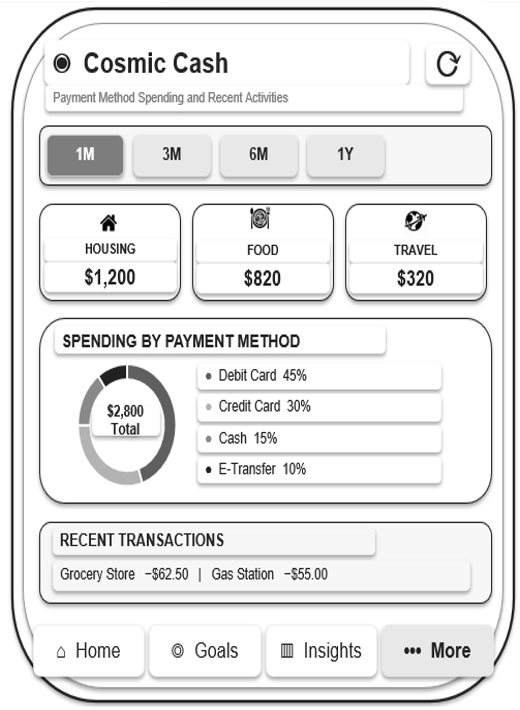 Cosmic Cash
Payment Method Spending and Recent Activities
1M 3M 6M 1Y
HOUSING FOOD TRAVEL
$1,200 $820 $320
SPENDING BY PAYMENT METHOD
$2,800
Total
Debit Card 45%
Credit Card 30%
Cash 15%
E-Transfer 10%
RECENT TRANSACTIONS
Grocery Store −$62.50 | Gas Station −$55.00
Home Goals Insights ••• More